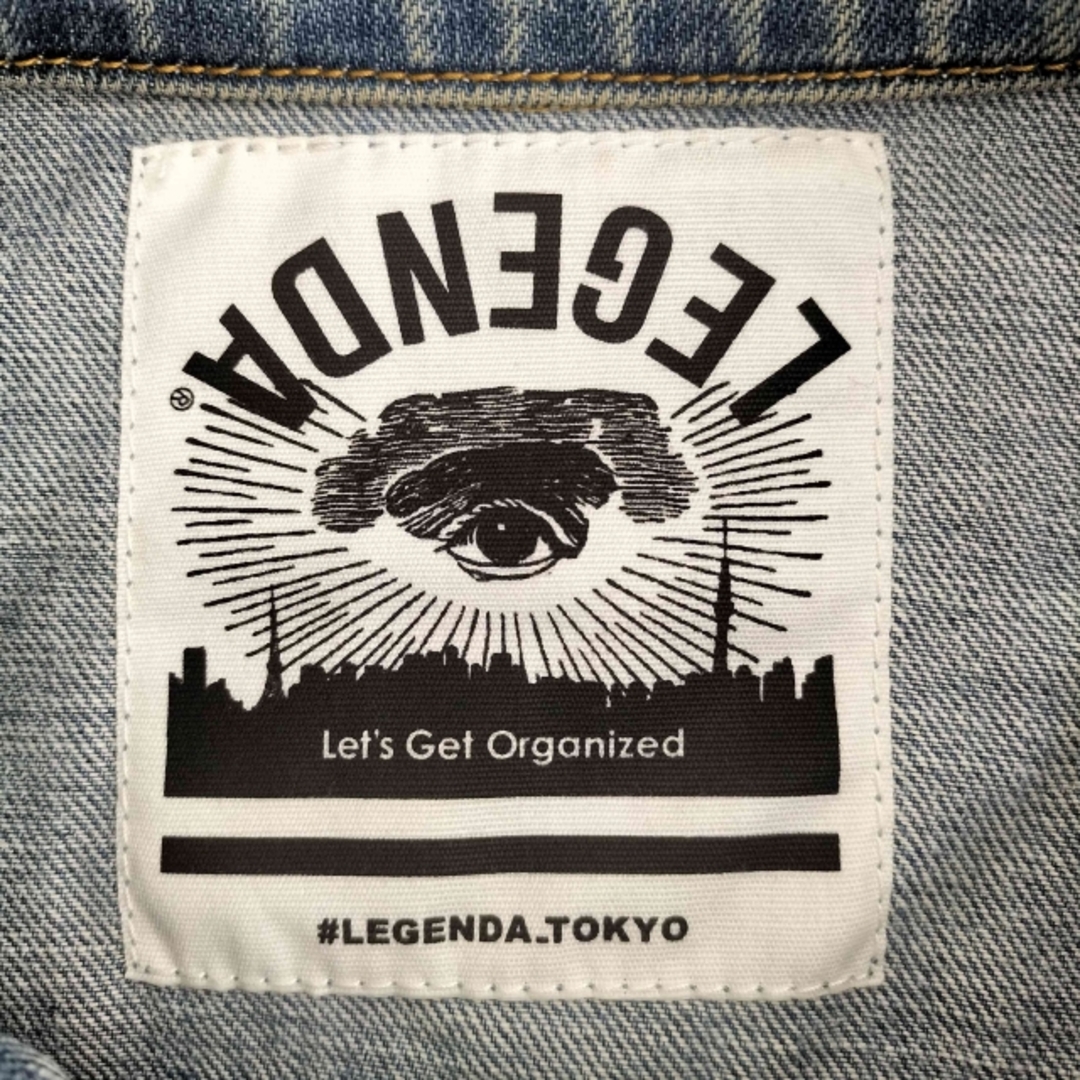 LEGENDA
®
Let's Get Organized
#LEGENDA_TOKYO